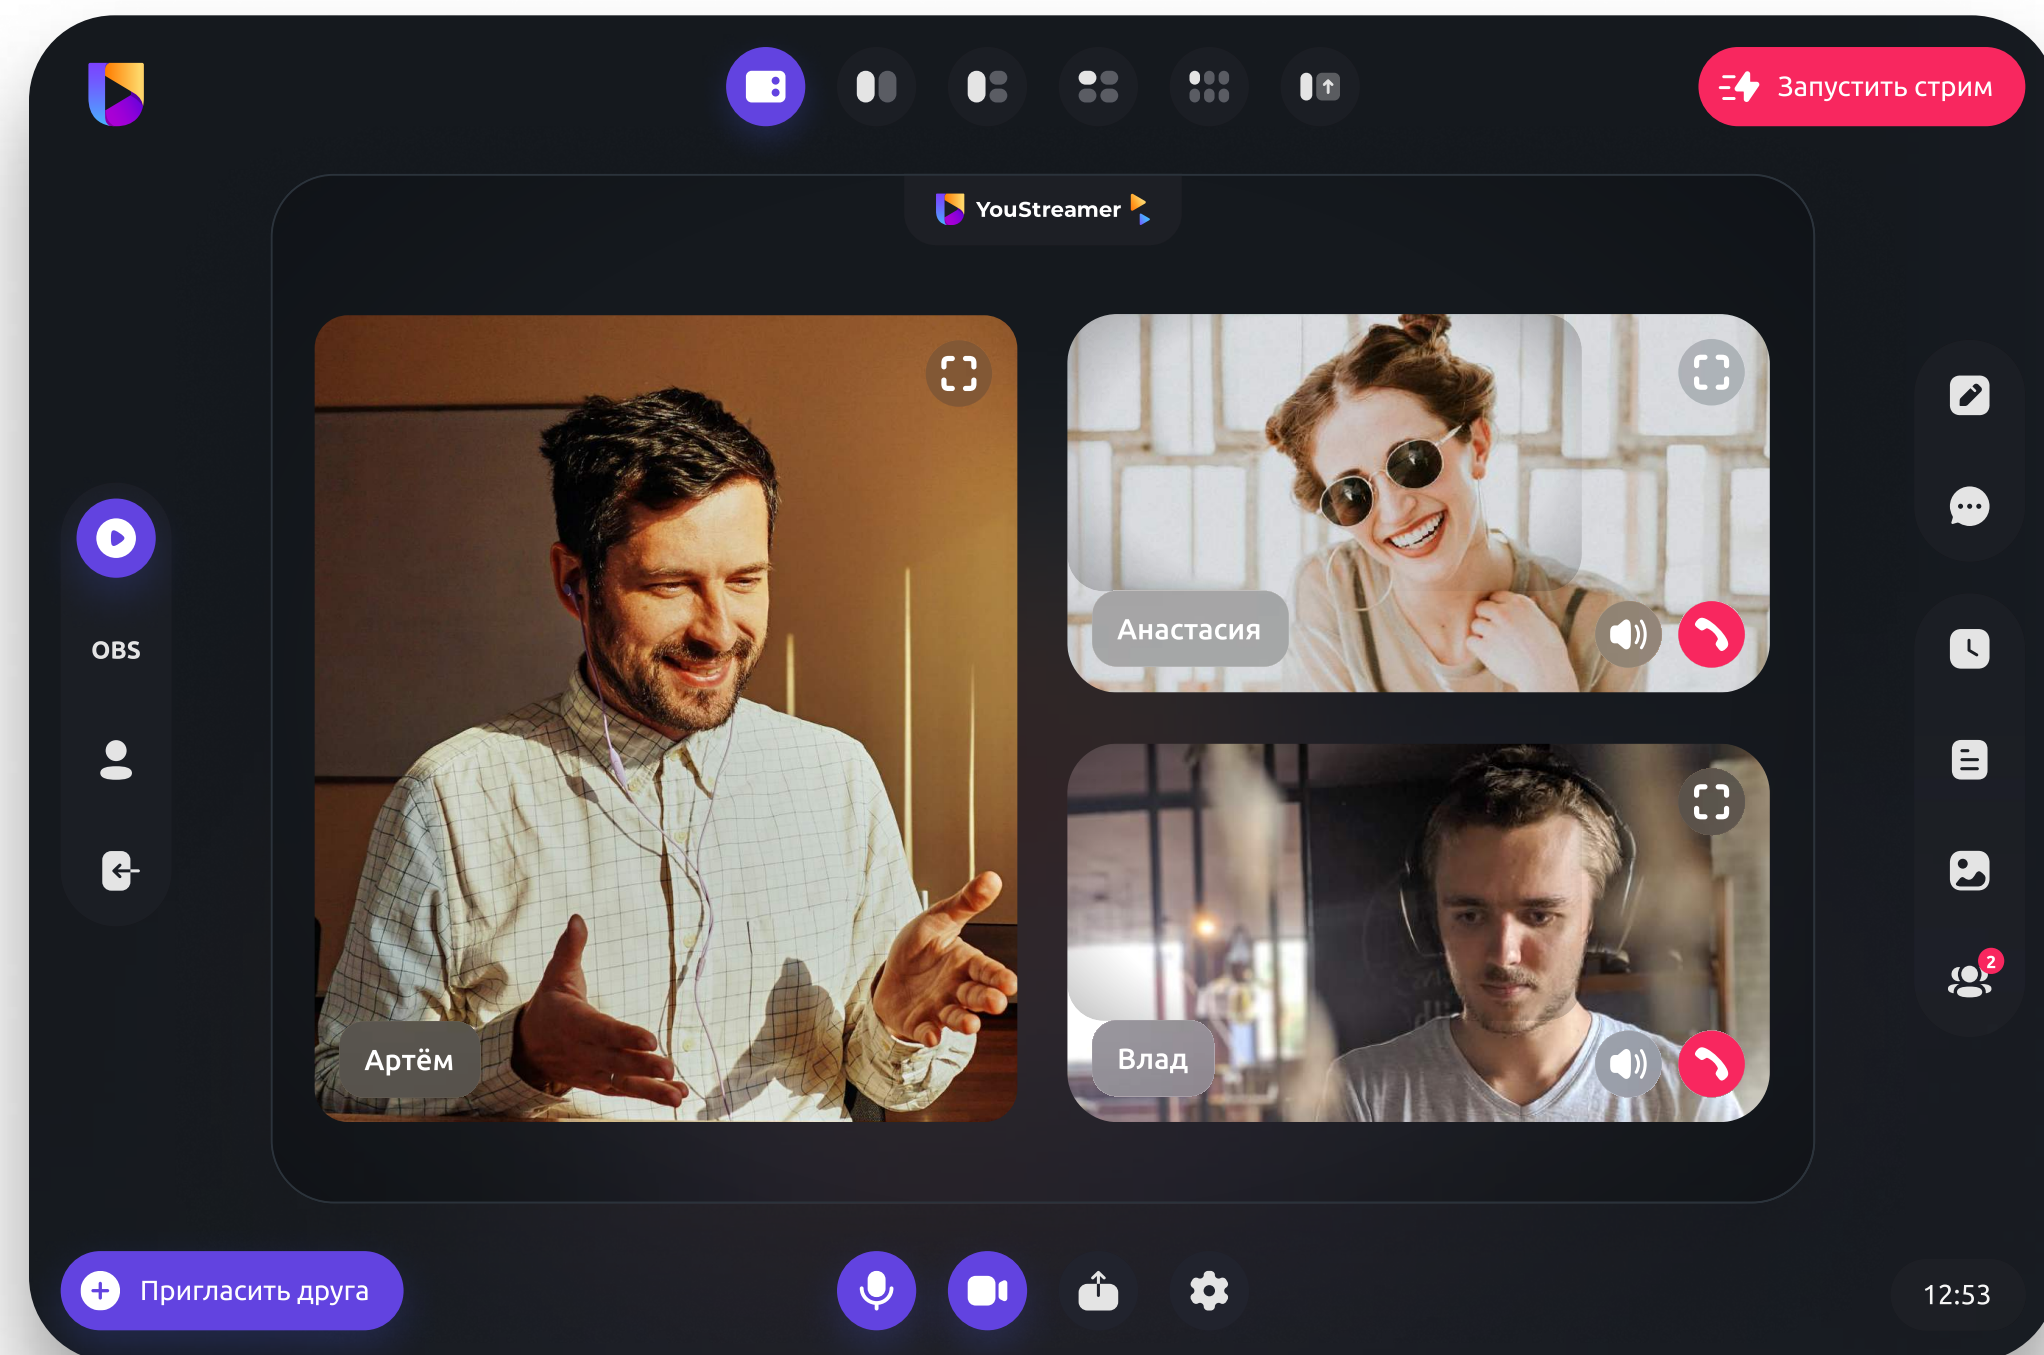 Запустить стрим
YouStreamer
Анастасия
OBS
Влад
Артём
2
Пригласить друга
12:53